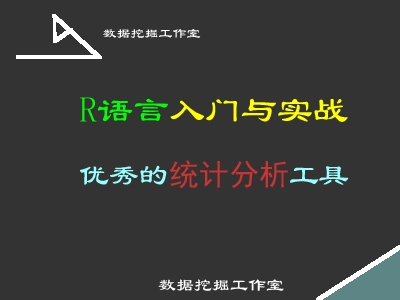 数据挖掘工作室
R语言入门与实战
优秀的统计分析工具
数据挖掘工作室